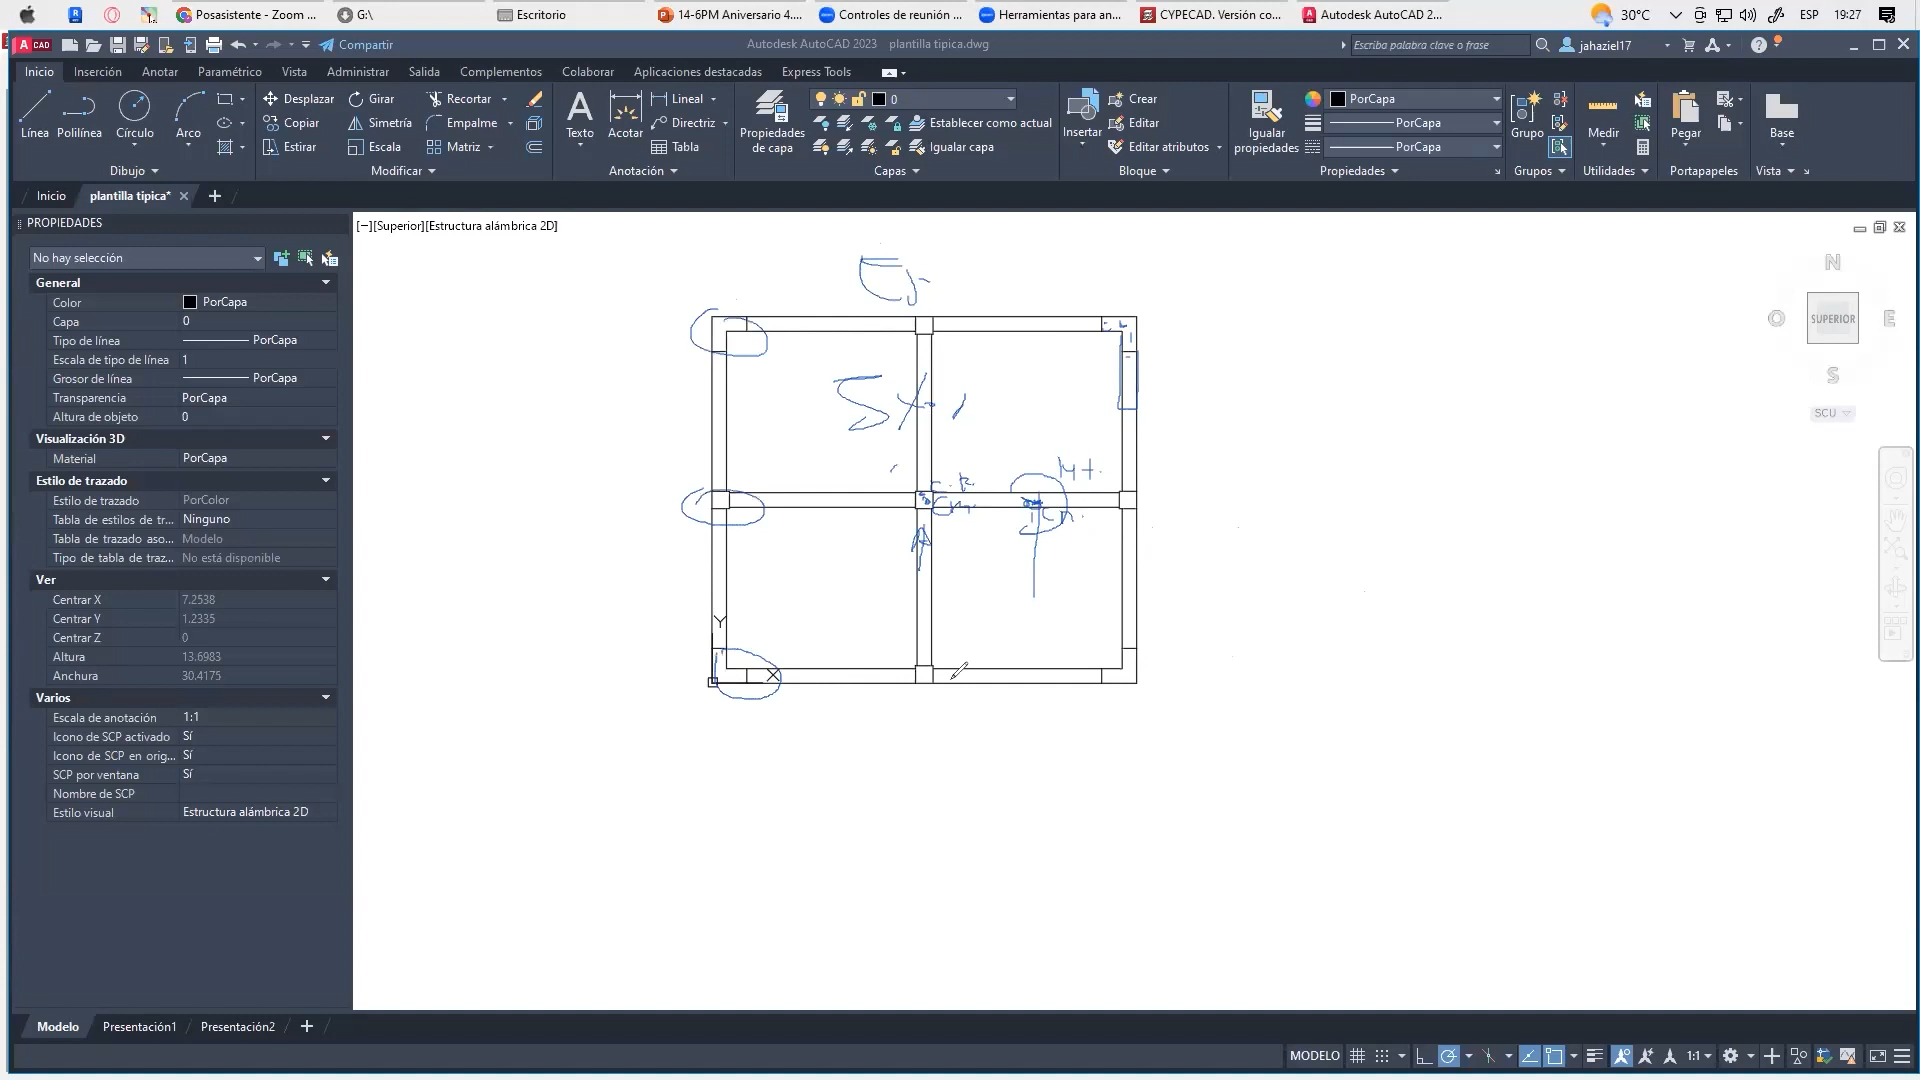 Posasistente - Zoom ...
G:\
Escritorio
14-6PM Aniversario 4....
Controles de reunión ...
Herramientas para an...
CYPECAD. Versión co...
Autodesk AutoCAD 2...
30°C
ESP
19:27
A CAD
Compartir
Autodesk AutoCAD 2023 plantilla tipica.dwg
Escriba palabra clave o frase
jahaziel17
Inicio
Inserción
Anotar
Paramétrico
Vista
Administrar
Salida
Complementos
Colaborar
Aplicaciones destacadas
Express Tools
Línea
Polilínea
Círculo
Arco
Dibujo
Desplazar
Girar
Recortar
Copiar
Simetría
Empalme
Estirar
Escala
Matriz
Modificar
Texto
Acotar
Lineal
Directriz
Tabla
Anotación
Propiedades
de capa
0
Establecer como actual
Igualar capa
Capas
Insertar
Crear
Editar
Editar atributos
Bloque
Igualar
propiedades
PorCapa
PorCapa
PorCapa
Propiedades
Grupo
Grupos
Medir
Utilidades
Pegar
Portapapeles
Base
Vista
Inicio
plantilla tipica*
PROPIEDADES
No hay selección
General
Color PorCapa
Capa 0
Tipo de línea PorCapa
Escala de tipo de línea 1
Grosor de línea PorCapa
Transparencia PorCapa
Altura de objeto 0
Visualización 3D
Material PorCapa
Estilo de trazado
Estilo de trazado PorColor
Tabla de estilos de tr... Ninguno
Tabla de trazado aso... Modelo
Tipo de tabla de traz... No está disponible
Ver
Centrar X 7.2538
Centrar Y 1.2335
Centrar Z 0
Altura 13.6983
Anchura 30.4175
Varios
Escala de anotación 1:1
Icono de SCP activado Sí
Icono de SCP en orig... Sí
SCP por ventana Sí
Nombre de SCP
Estilo visual Estructura alámbrica 2D
[−][Superior][Estructura alámbrica 2D]
Y
X
N
O
SUPERIOR
E
S
SCU
Modelo
Presentación1
Presentación2
MODELO
1:1